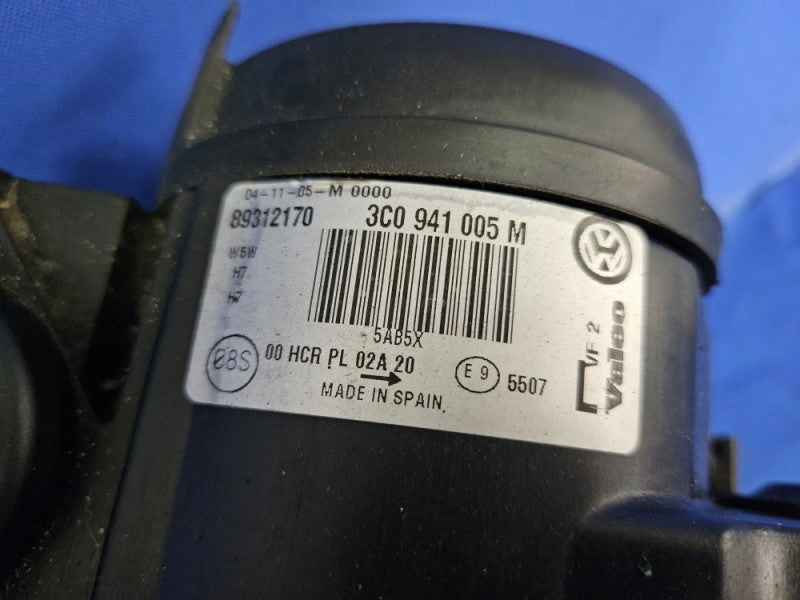 04-11-05-M 0000
89312170 3C0 941 005 M
W5W
H7
H7
5AB5X
08S 00 HCR PL 02A 20 E 9 5507
MADE IN SPAIN
VF 2
Valeo